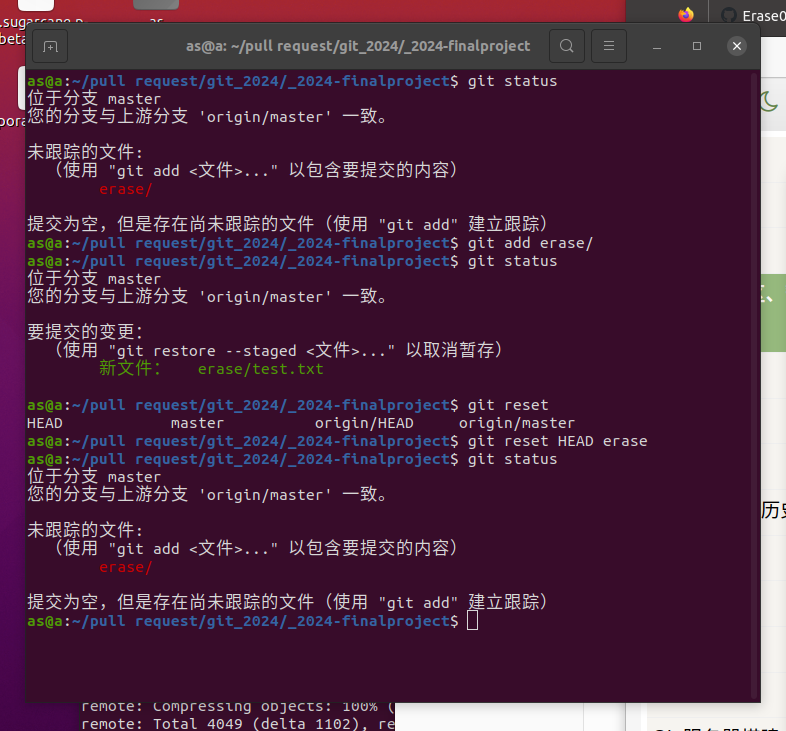 .sugarcane.p
beta
as
Erase0
as@a: ~/pull request/git_2024/_2024-finalproject
as@a:~/pull request/git_2024/_2024-finalproject$ git status
位于分支 master
您的分支与上游分支 'origin/master' 一致。
未跟踪的文件:
（使用 "git add <文件>..." 以包含要提交的内容）
erase/
提交为空，但是存在尚未跟踪的文件（使用 "git add" 建立跟踪）
as@a:~/pull request/git_2024/_2024-finalproject$ git add erase/
as@a:~/pull request/git_2024/_2024-finalproject$ git status
位于分支 master
您的分支与上游分支 'origin/master' 一致。
要提交的变更：
（使用 "git restore --staged <文件>..." 以取消暂存）
新文件： erase/test.txt
as@a:~/pull request/git_2024/_2024-finalproject$ git reset
HEAD master origin/HEAD origin/master
as@a:~/pull request/git_2024/_2024-finalproject$ git reset HEAD erase
as@a:~/pull request/git_2024/_2024-finalproject$ git status
位于分支 master
您的分支与上游分支 'origin/master' 一致。
未跟踪的文件:
（使用 "git add <文件>..." 以包含要提交的内容）
erase/
提交为空，但是存在尚未跟踪的文件（使用 "git add" 建立跟踪）
as@a:~/pull request/git_2024/_2024-finalproject$
历史
remote: Compressing objects: 100% (
remote: Total 4049 (delta 1102), re